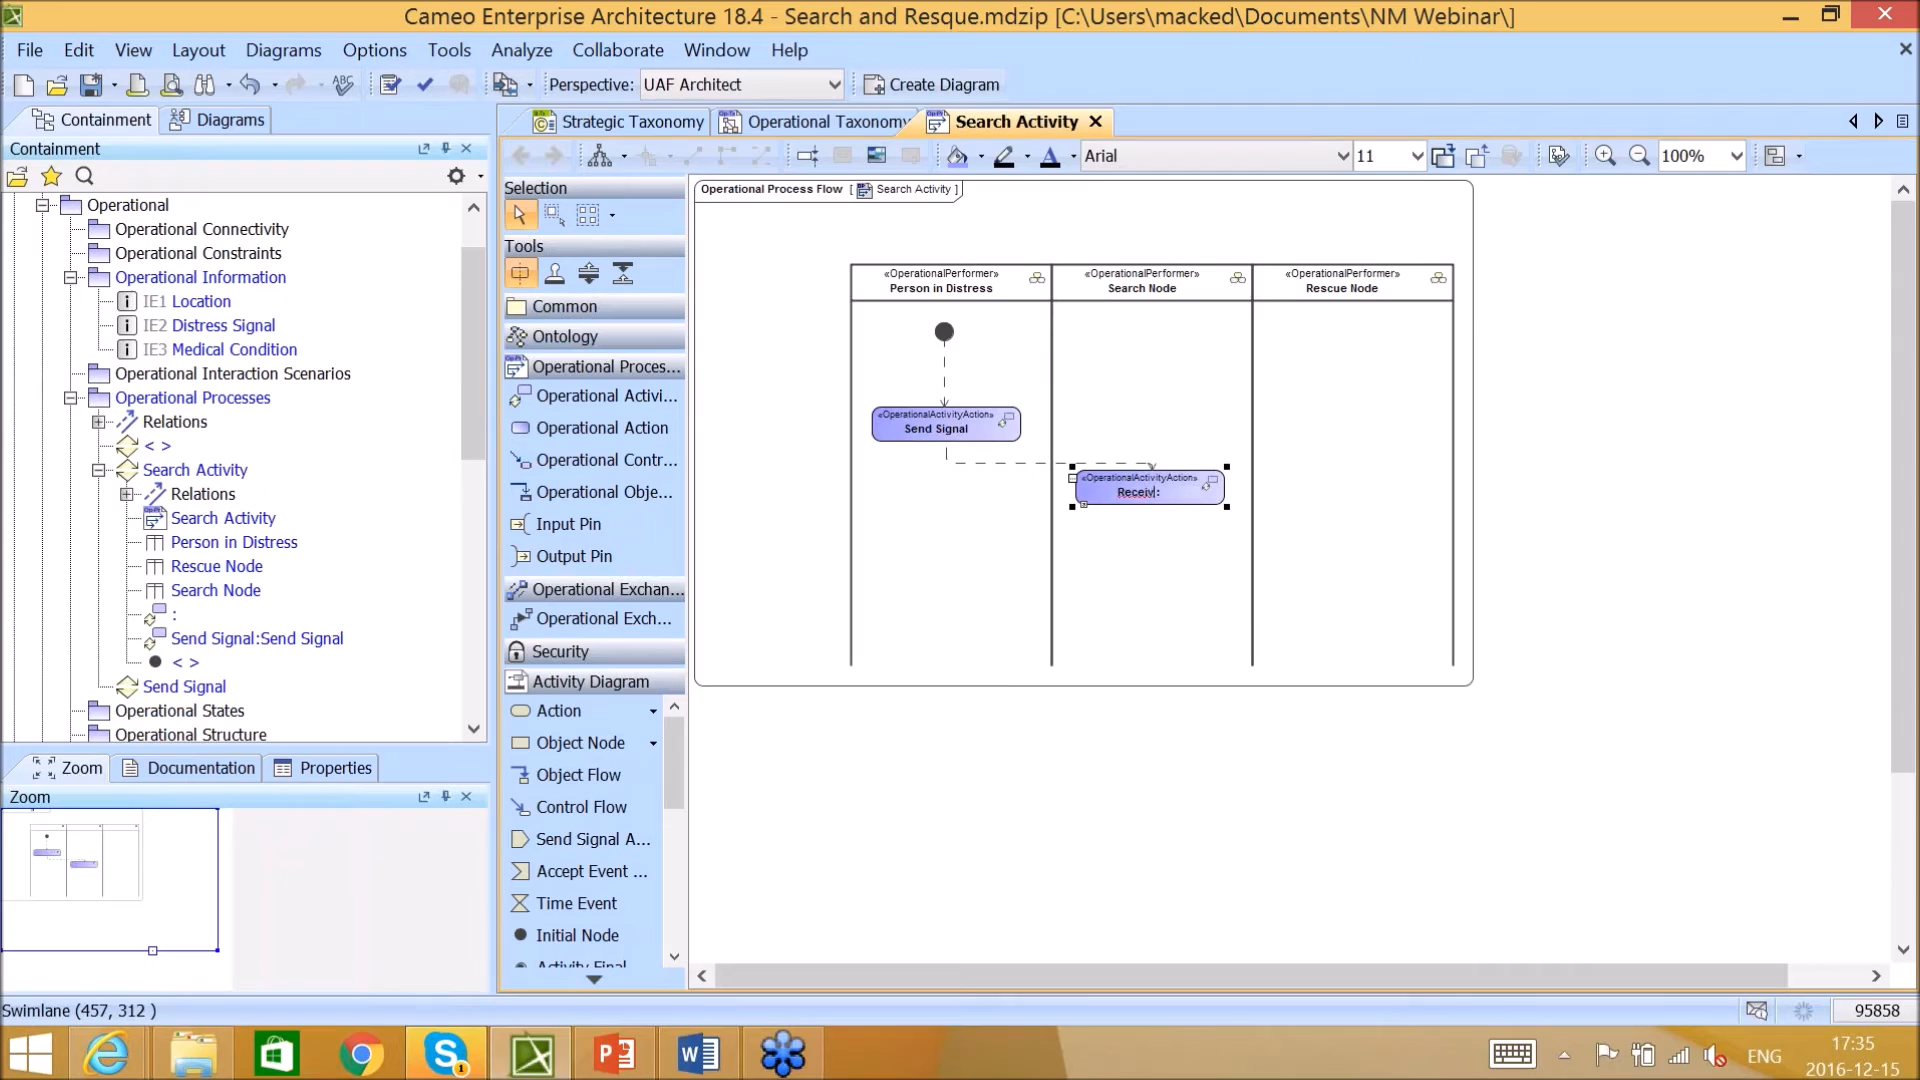 Cameo Enterprise Architecture 18.4 - Search and Resque.mdzip [C:\Users\macked\Documents\NM Webinar\]
File Edit View Layout Diagrams Options Tools Analyze Collaborate Window Help
Perspective: UAF Architect Create Diagram
Containment Diagrams
Containment
Operational
Operational Connectivity
Operational Constraints
Operational Information
IE1 Location
IE2 Distress Signal
IE3 Medical Condition
Operational Interaction Scenarios
Operational Processes
Relations
< >
Search Activity
Relations
Search Activity
Person in Distress
Rescue Node
Search Node
:
Send Signal:Send Signal
< >
Send Signal
Operational States
Operational Structure
Zoom Documentation Properties
Zoom
Strategic Taxonomy Operational Taxonomy Search Activity
Arial 11 100%
Selection
Tools
Common
Ontology
Operational Proces...
Operational Activi...
Operational Action
Operational Contr...
Operational Obje...
Input Pin
Output Pin
Operational Exchan...
Operational Exch...
Security
Activity Diagram
Action
Object Node
Object Flow
Control Flow
Send Signal A...
Accept Event ...
Time Event
Initial Node
Activity Final
Operational Process Flow [ Search Activity ]
«OperationalPerformer»
Person in Distress
«OperationalPerformer»
Search Node
«OperationalPerformer»
Rescue Node
«OperationalActivityAction»
Send Signal
«OperationalActivityAction»
Receiv:
Swimlane (457, 312 )
95858
ENG
17:35
2016-12-15